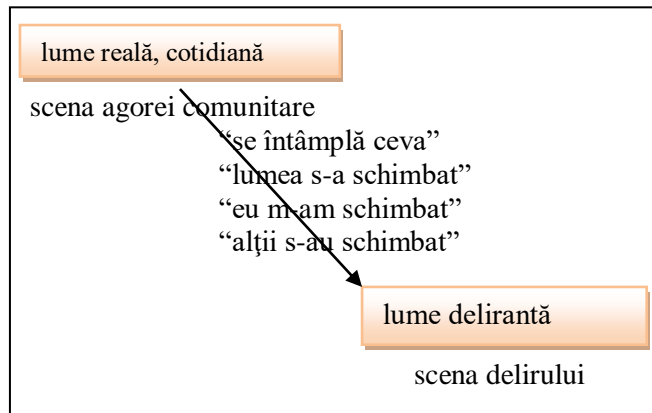 lume reală, cotidiană
scena agorei comunitare
“se întâmplă ceva”
“lumea s-a schimbat”
“eu m-am schimbat”
“alţii s-au schimbat”
lume delirantă
scena delirului